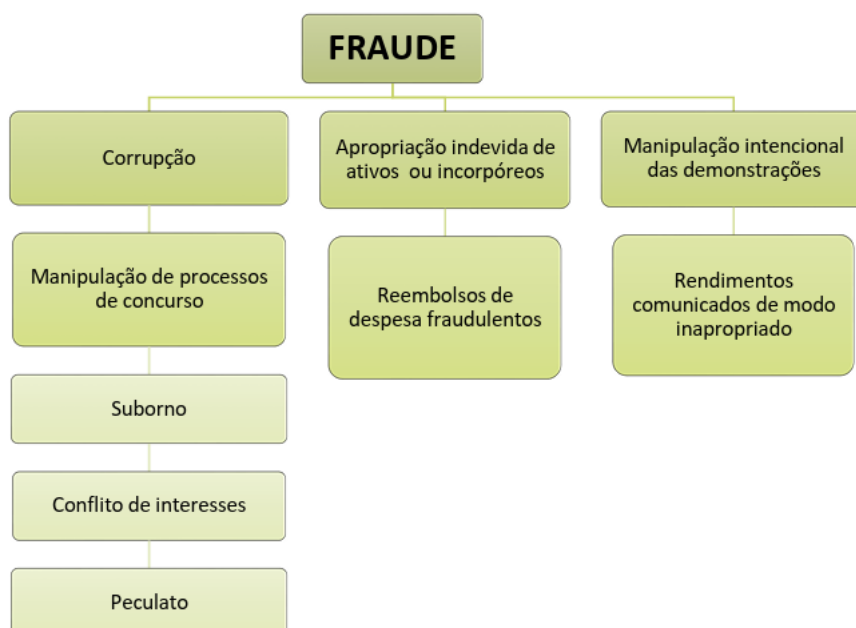 FRAUDE
Corrupção
Apropriação indevida de
ativos ou incorpóreos
Manipulação intencional
das demonstrações
Manipulação de processos
de concurso
Reembolsos de
despesa fraudulentos
Rendimentos
comunicados de modo
inapropriado
Suborno
Conflito de interesses
Peculato